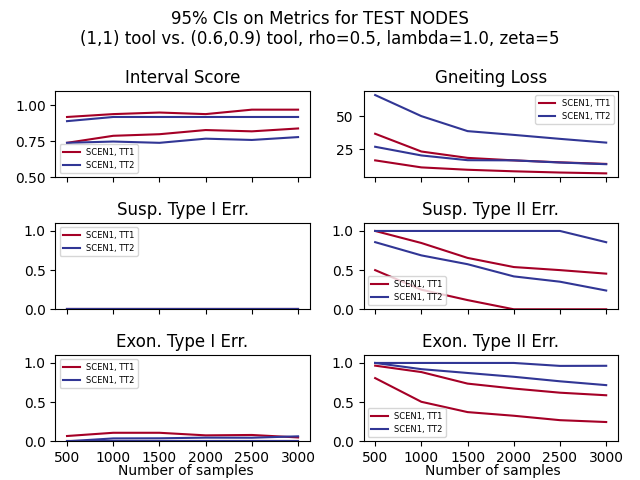 95% CIs on Metrics for TEST NODES
(1,1) tool vs. (0.6,0.9) tool, rho=0.5, lambda=1.0, zeta=5
Interval Score
1.00
0.75
0.50
SCEN1, TT1
SCEN1, TT2
Gneiting Loss
50
25
SCEN1, TT1
SCEN1, TT2
Susp. Type I Err.
1.0
0.5
0.0
SCEN1, TT1
SCEN1, TT2
Susp. Type II Err.
1.0
0.5
0.0
SCEN1, TT1
SCEN1, TT2
Exon. Type I Err.
1.0
0.5
0.0
SCEN1, TT1
SCEN1, TT2
500 1000 1500 2000 2500 3000
Number of samples
Exon. Type II Err.
1.0
0.5
0.0
SCEN1, TT1
SCEN1, TT2
500 1000 1500 2000 2500 3000
Number of samples